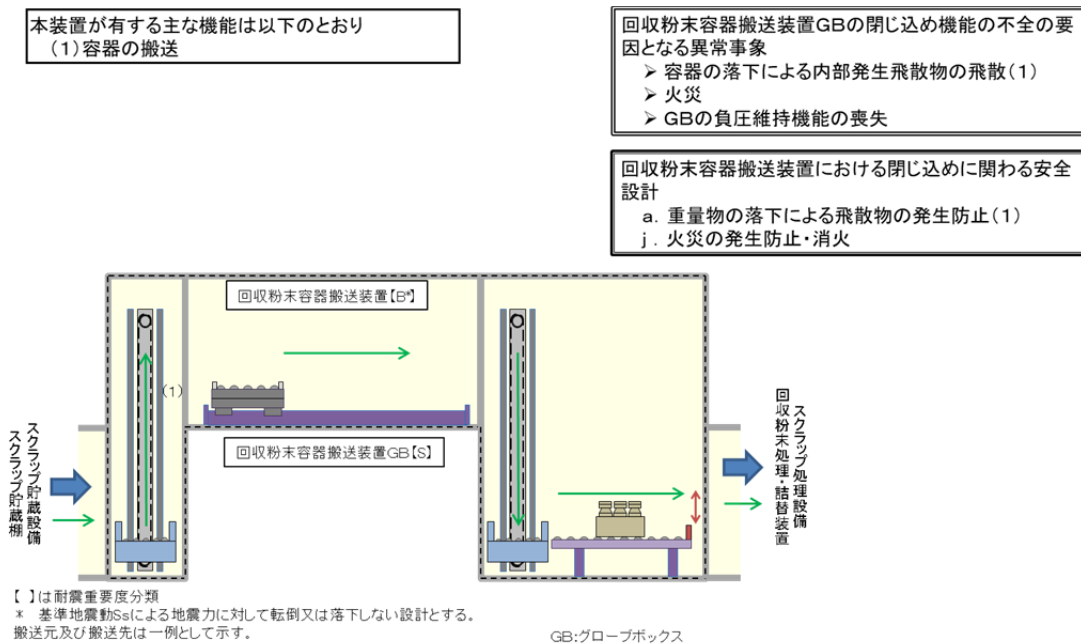 本装置が有する主な機能は以下のとおり
(1)容器の搬送
回収粉末容器搬送装置GBの閉じ込め機能の不全の要
因となる異常事象
➢ 容器の落下による内部発生飛散物の飛散(1)
➢ 火災
➢ GBの負圧維持機能の喪失
回収粉末容器搬送装置における閉じ込めに関わる安全
設計
a. 重量物の落下による飛散物の発生防止(1)
j. 火災の発生防止・消火
回収粉末容器搬送装置【B*】
(1)
回収粉末容器搬送装置GB【S】
スクラップ貯蔵設備
スクラップ貯蔵棚
スクラップ処理設備
回収粉末処理・詰替装置
【 】は耐震重要度分類
* 基準地震動Ssによる地震力に対して転倒又は落下しない設計とする。
搬送元及び搬送先は一例として示す。
GB:グローブボックス